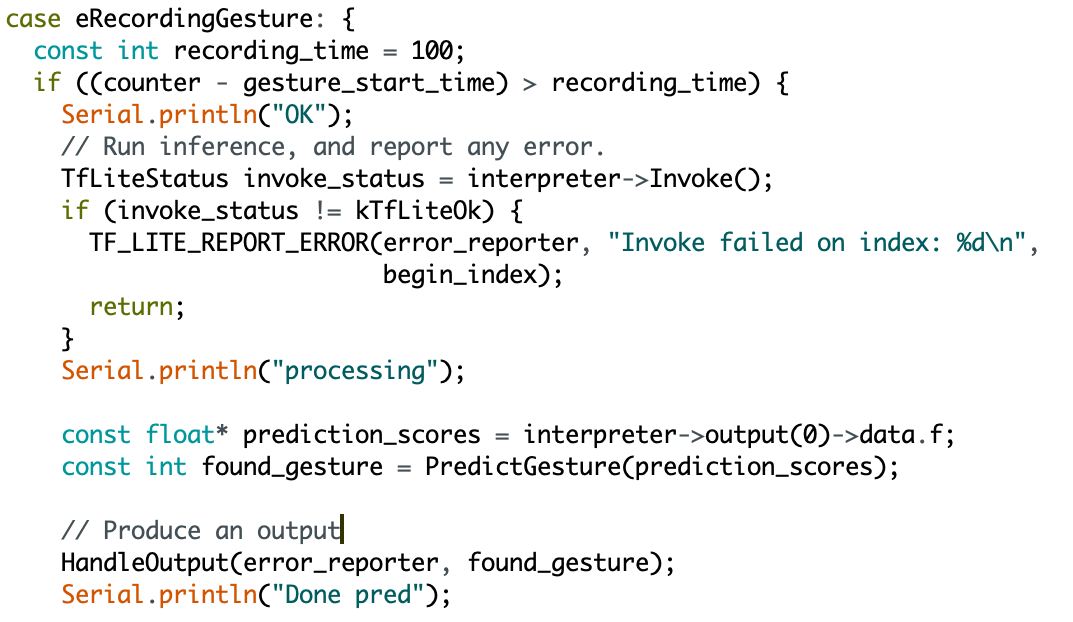 case eRecordingGesture: {
const int recording_time = 100;
if ((counter - gesture_start_time) > recording_time) {
Serial.println("OK");
// Run inference, and report any error.
TfLiteStatus invoke_status = interpreter->Invoke();
if (invoke_status != kTfLiteOk) {
TF_LITE_REPORT_ERROR(error_reporter, "Invoke failed on index: %d\n",
begin_index);
return;
}
Serial.println("processing");
const float* prediction_scores = interpreter->output(0)->data.f;
const int found_gesture = PredictGesture(prediction_scores);
// Produce an output
HandleOutput(error_reporter, found_gesture);
Serial.println("Done pred");